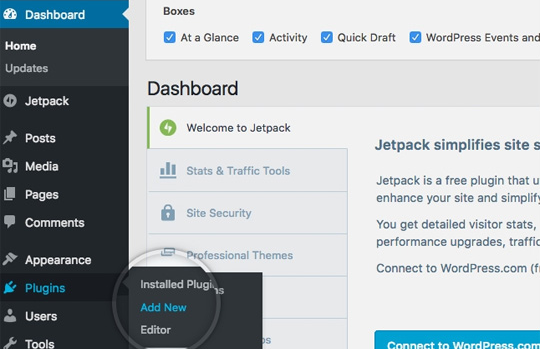 Dashboard
Home
Updates
Jetpack
Posts
Media
Pages
Comments
Appearance
Plugins
Users
Tools
Installed Plugi
Add New
Editor
Boxes
At a Glance
Activity
Quick Draft
WordPress Events and
Dashboard
Welcome to Jetpack
Stats & Traffic Tools
Site Security
Professional Themes
Jetpack simplifies site s
Jetpack is a free plugin that u
enhance your site and simplify
You get detailed visitor stats,
performance upgrades, traffic
Connect to WordPress.com (fr
Connect to WordPress.com